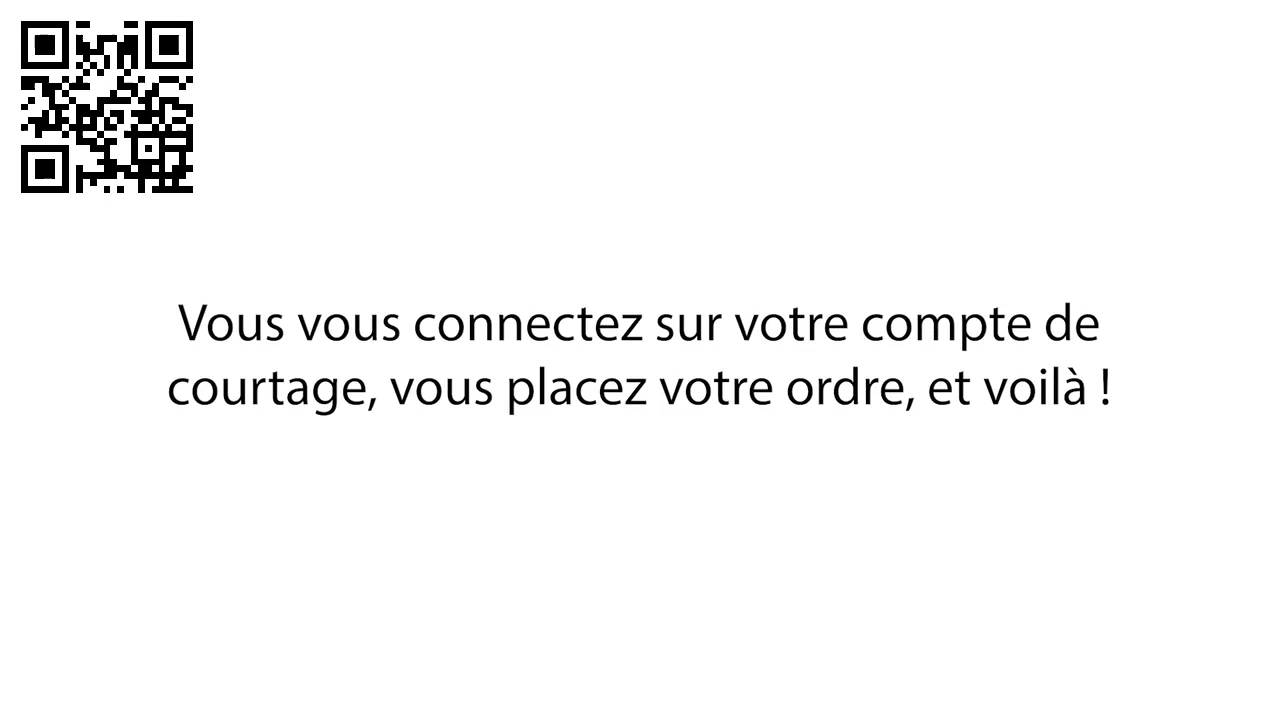 Vous vous connectez sur votre compte de
courtage, vous placez votre ordre, et voilà !